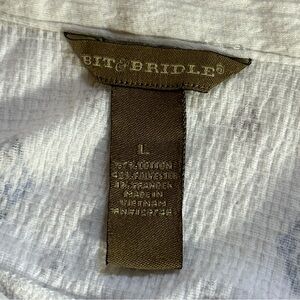 BIT & BRIDLE®
L
COTTON
POLYESTER
SPANDEX
MADE IN
VIETNAM